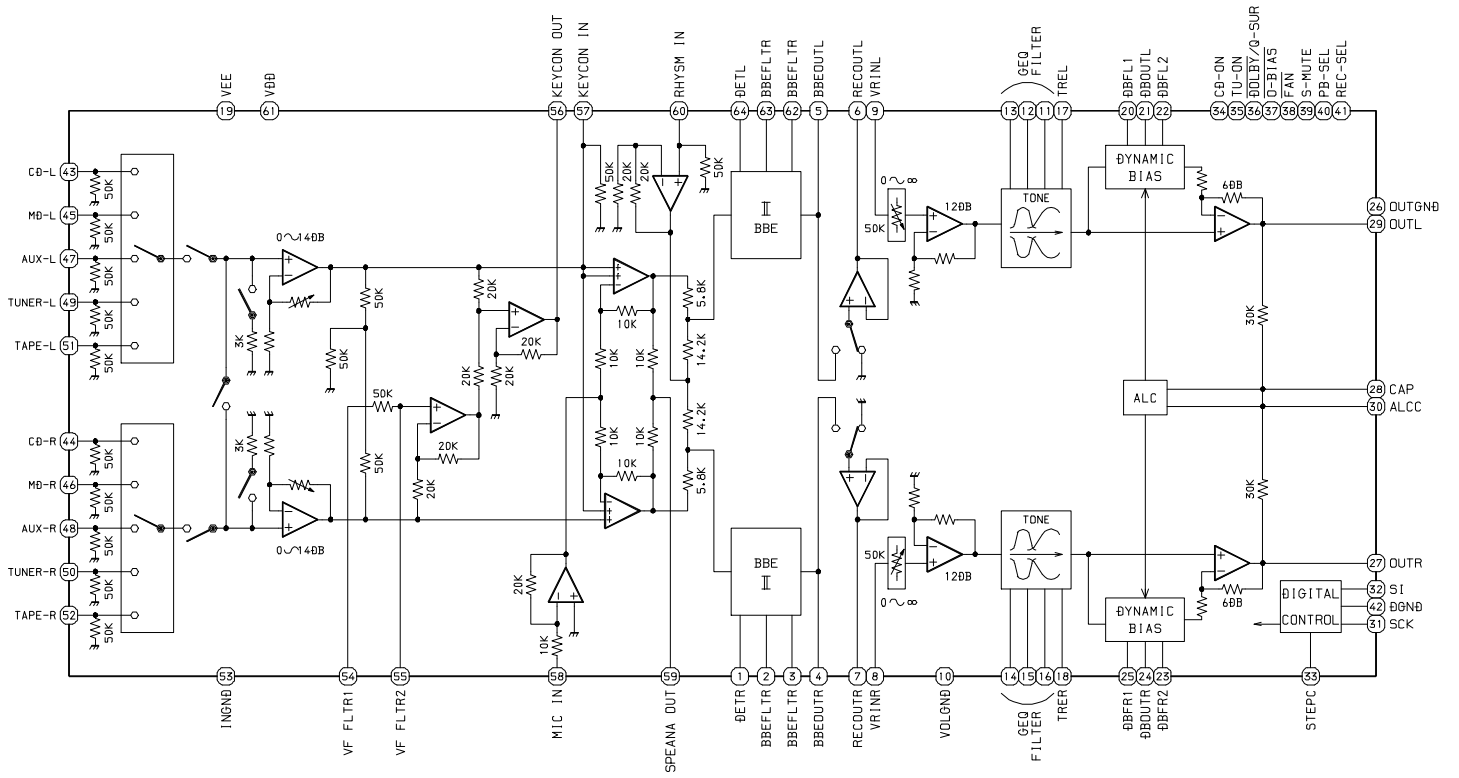 VEE
VDD
KEYCON OUT
KEYCON IN
RHYSM IN
DETL
BBEFLTR
BBEFLTR
BBEOUTL
RECOUTL
VRINL
GEQ
FILTER
TREL
DBFL1
DBOUTL
DBFL2
CD-ON
TU-ON
DOLBY/Q-SUR
O-BIAS
FAN
S-MUTE
PB-SEL
REC-SEL
19
61
56
57
60
64
63
62
5
6
9
13
12
11
17
20
21
22
34
35
36
37
38
39
40
41
CD-L 43
50K
MD-L 45
50K
AUX-L 47
50K
TUNER-L 49
50K
TAPE-L 51
50K
CD-R 44
50K
MD-R 46
50K
AUX-R 48
50K
TUNER-R 50
50K
TAPE-R 52
50K
0~14DB
3K
3K
0~14DB
50K
50K
50K
50K
20K
20K
20K
20K
20K
20K
50K
20K
20K
50K
10K
10K
10K
10K
10K
10K
5.8K
14.2K
14.2K
5.8K
20K
10K
II
BBE
BBE
II
0~∞
50K
12DB
50K
0~∞
12DB
TONE
TONE
DYNAMIC
BIAS
6DB
30K
ALC
30K
DYNAMIC
BIAS
6DB
DIGITAL
CONTROL
26 OUTGND
29 OUTL
28 CAP
30 ALCC
27 OUTR
32 SI
42 DGND
31 SCK
53
54
55
58
59
1
2
3
4
7
8
10
14
15
16
18
25
24
23
33
INGND
VF FLTR1
VF FLTR2
MIC IN
SPEANA OUT
DETR
BBEFLTR
BBEFLTR
BBEOUTR
RECOUTR
VRINR
VOLGND
GEQ
FILTER
TRER
DBFR1
DBOUTR
DBFR2
STEPC